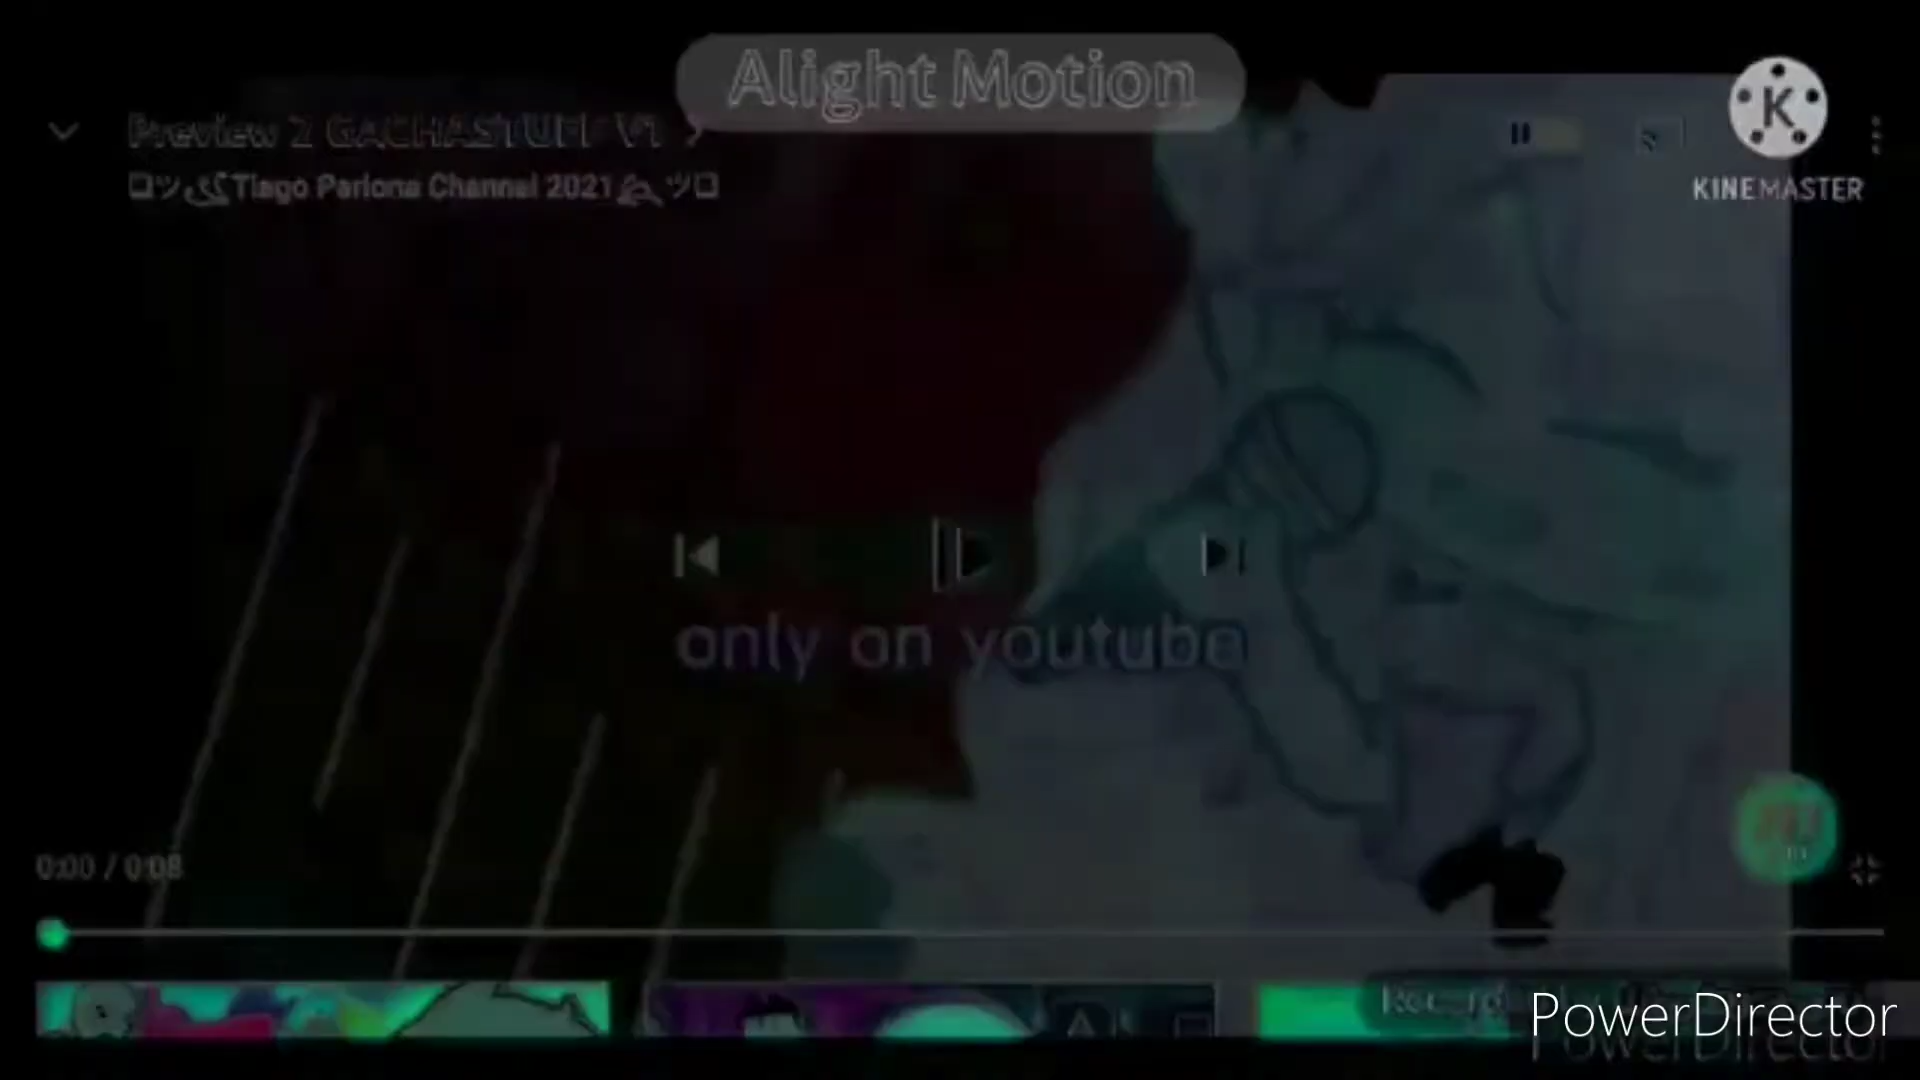 Alight Motion
Preview 2 GACHASTUFF V1
Tiago Pariona Channel 2021
K
KINEMASTER
only on youtube
0:00 / 0:08
PowerDirector